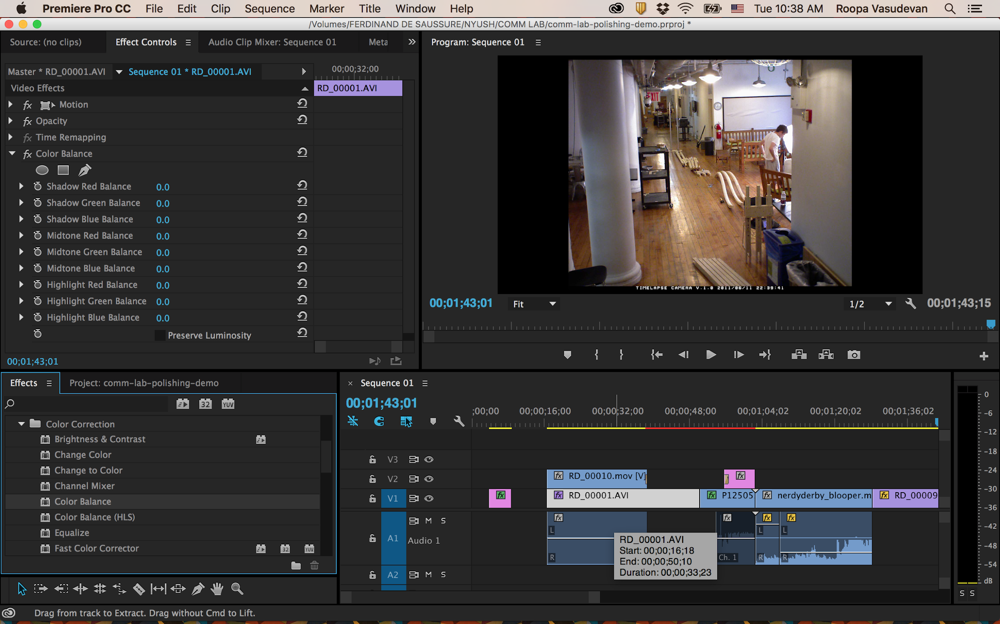 Premiere Pro CC File Edit Clip Sequence Marker Title Window Help Tue 10:38 AM Roopa Vasudevan
/Volumes/FERDINAND DE SAUSSURE/NYUSH/COMM LAB/comm-lab-polishing-demo.prproj *
Source: (no clips) Effect Controls Audio Clip Mixer: Sequence 01 Meta
Master * RD_00001.AVI Sequence 01 * RD_00001.AVI 00;00;32;00
Video Effects RD_00001.AVI
fx Motion
fx Opacity
fx Time Remapping
fx Color Balance
Shadow Red Balance 0.0
Shadow Green Balance 0.0
Shadow Blue Balance 0.0
Midtone Red Balance 0.0
Midtone Green Balance 0.0
Midtone Blue Balance 0.0
Highlight Red Balance 0.0
Highlight Green Balance 0.0
Highlight Blue Balance 0.0
Preserve Luminosity
00;01;43;01
Program: Sequence 01
EXIT
TIMELAPSE CAMERA V.1.0 2011/06/11 22:39:41
00;01;43;01 Fit 1/2 00;01;43;15
Effects Project: comm-lab-polishing-demo
32 YUV
Color Correction
Brightness & Contrast
Change Color
Change to Color
Channel Mixer
Color Balance
Color Balance (HLS)
Equalize
Fast Color Corrector 32 YUV
Sequence 01
00;01;43;01
;00;00 00;00;16;00 00;00;32;00 00;00;48;00 00;01;04;02 00;01;20;02 00;01;36;02
V3
V2 fx RD_00010.mov [V] fx
V1 fx fx RD_00001.AVI fx P12505 fx nerdyderby_blooper.m fx RD_00009
M S fx fx fx fx
L L L
A1 Audio 1
R Ch. 1 R R
A2 M S
RD_00001.AVI
Start: 00;00;16;18
End: 00;00;50;10
Duration: 00;00;33;23
0
-6
-12
-18
-24
-30
-36
-42
-48
-54
dB
S S
Drag from track to Extract. Drag without Cmd to Lift.